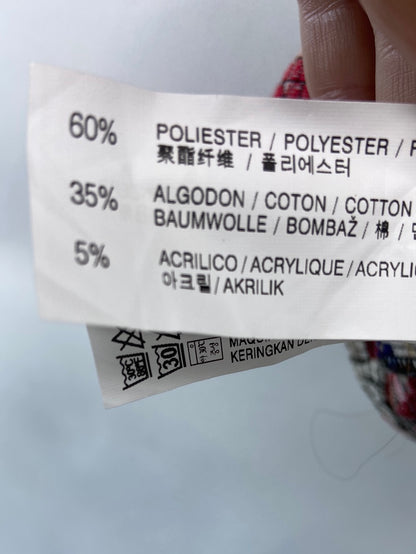 60% POLIESTER / POLYESTER /
聚酯纤维 / 폴리에스터
35% ALGODON / COTON / COTTON
BAUMWOLLE / BOMBAŽ / 棉 /
5% ACRILICO / ACRYLIQUE /
아크릴 / AKRILIK
30
KERINGKAN